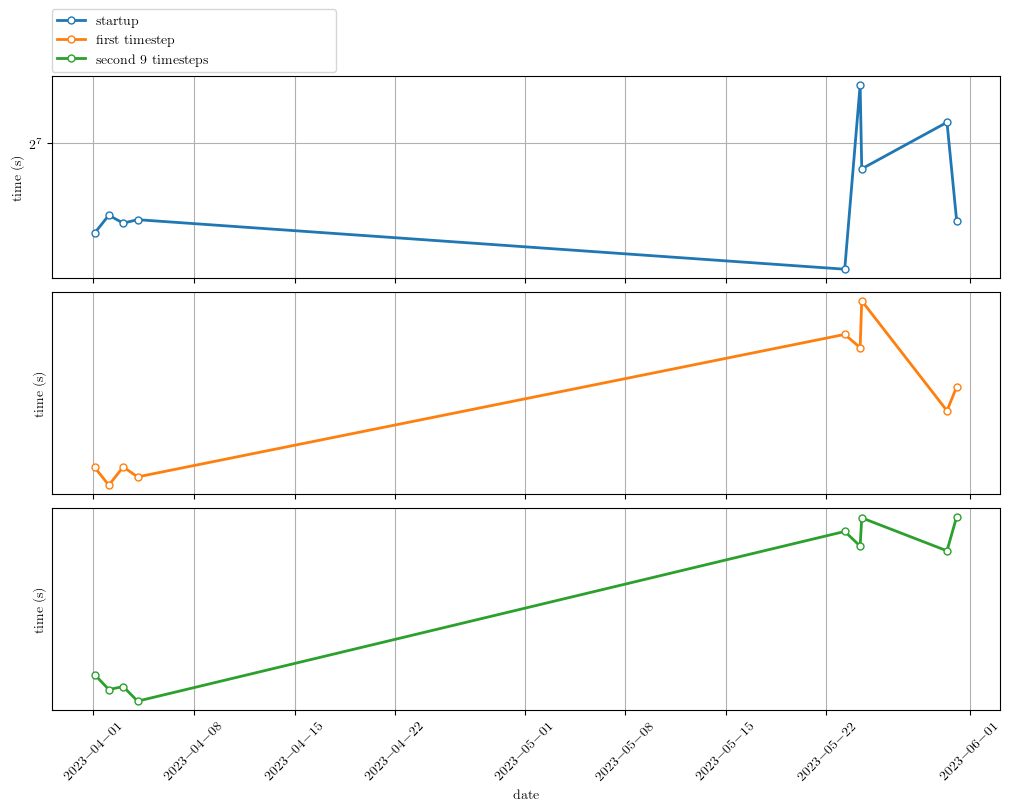 startup
first timestep
second 9 timesteps
2^7
time (s)
time (s)
time (s)
2023−04−01
2023−04−08
2023−04−15
2023−04−22
2023−05−01
2023−05−08
2023−05−15
2023−05−22
2023−06−01
date